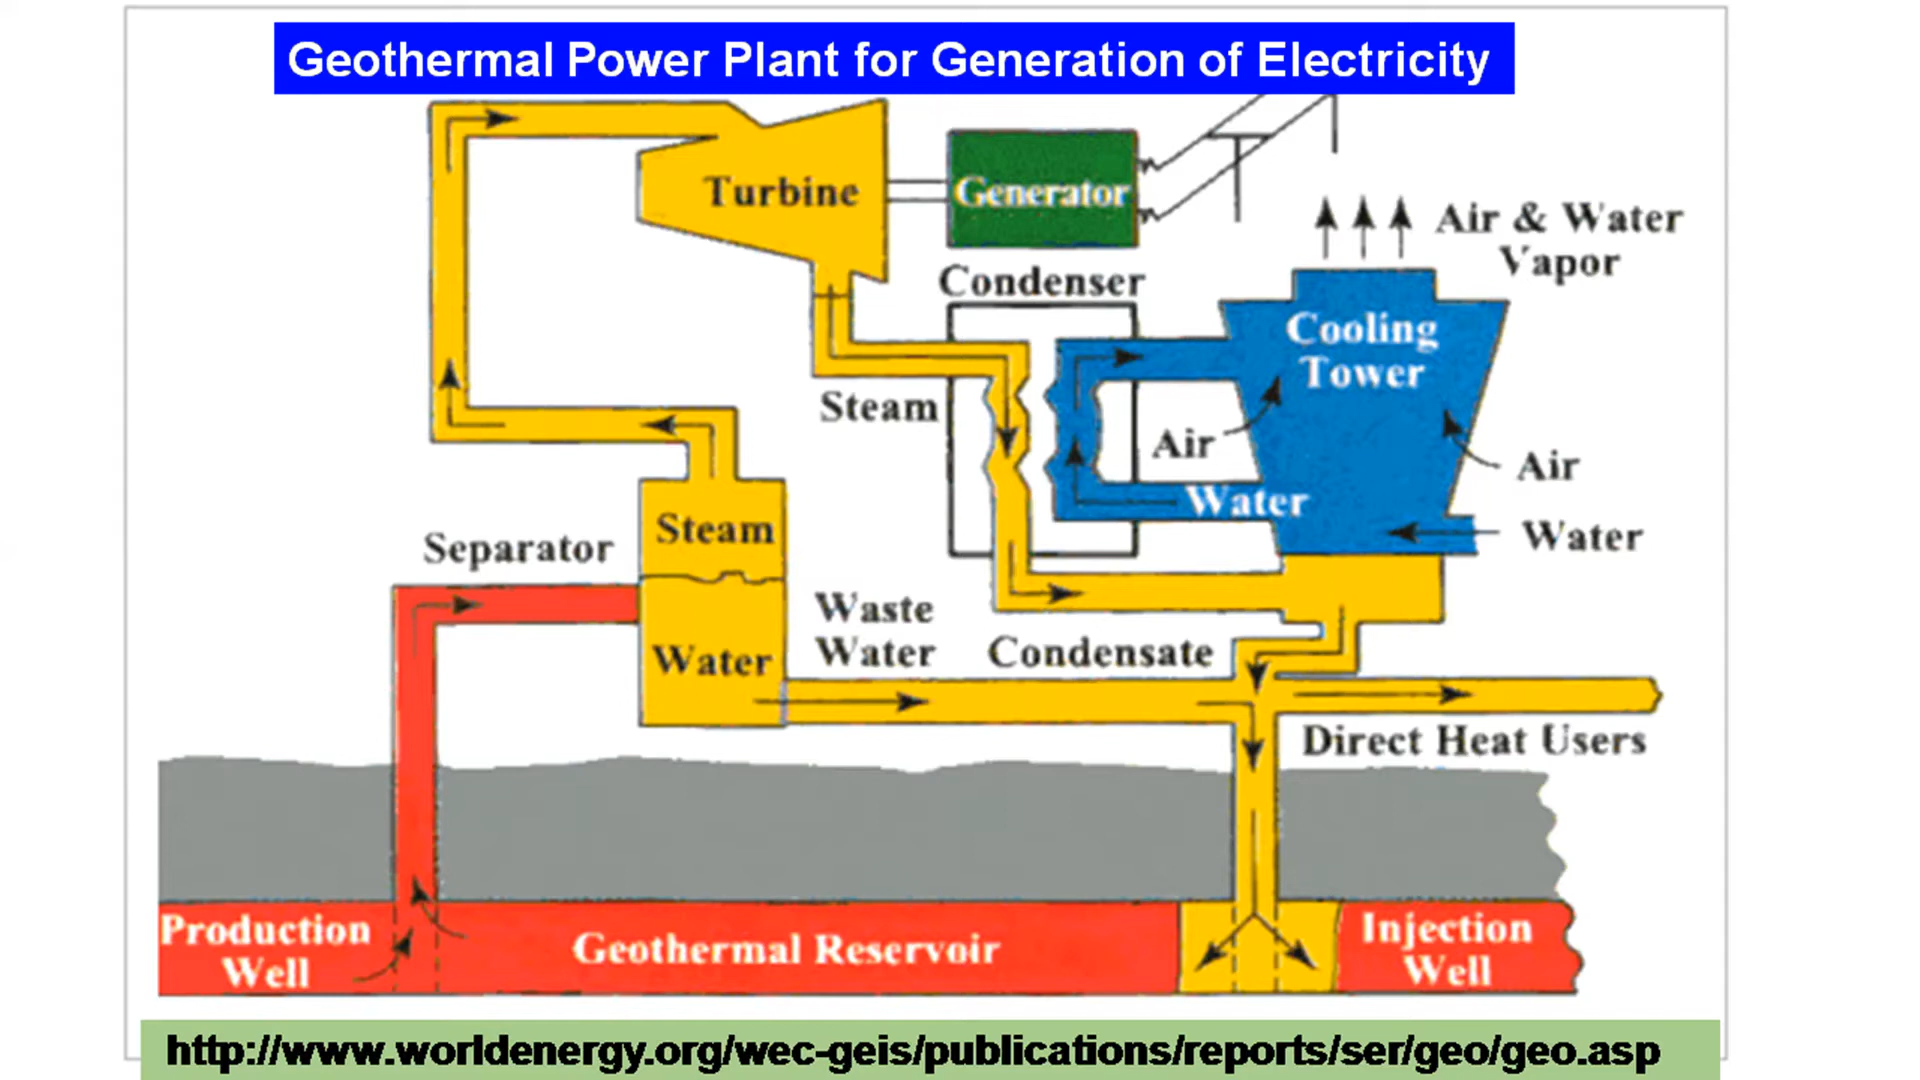 Geothermal Power Plant for Generation of Electricity
Turbine
Generator
Air & Water
Vapor
Condenser
Cooling
Tower
Steam
Air
Air
Water
Water
Steam
Separator
Waste
Water
Water
Condensate
Direct Heat Users
Production
Well
Geothermal Reservoir
Injection
Well
http://www.worldenergy.org/wec-geis/publications/reports/ser/geo/geo.asp